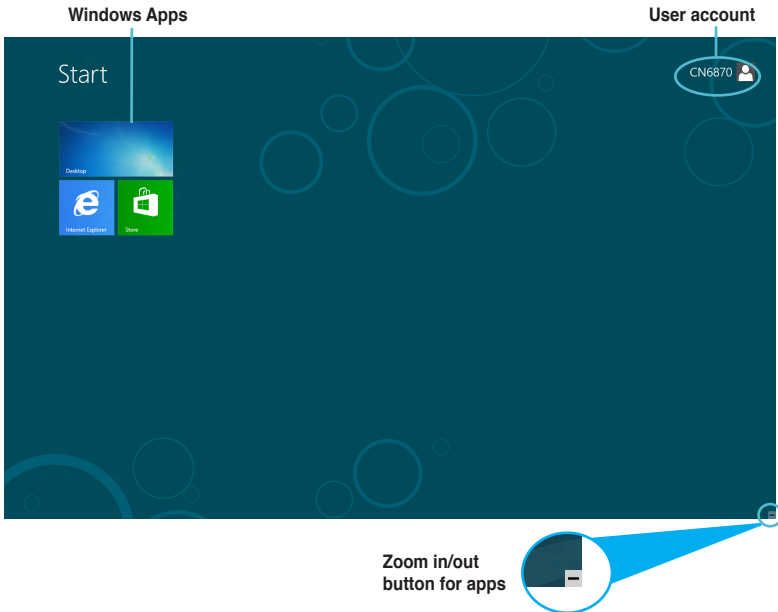 Windows Apps
User account
Start
CN6870
Desktop
Internet Explorer
Store
Zoom in/out
button for apps